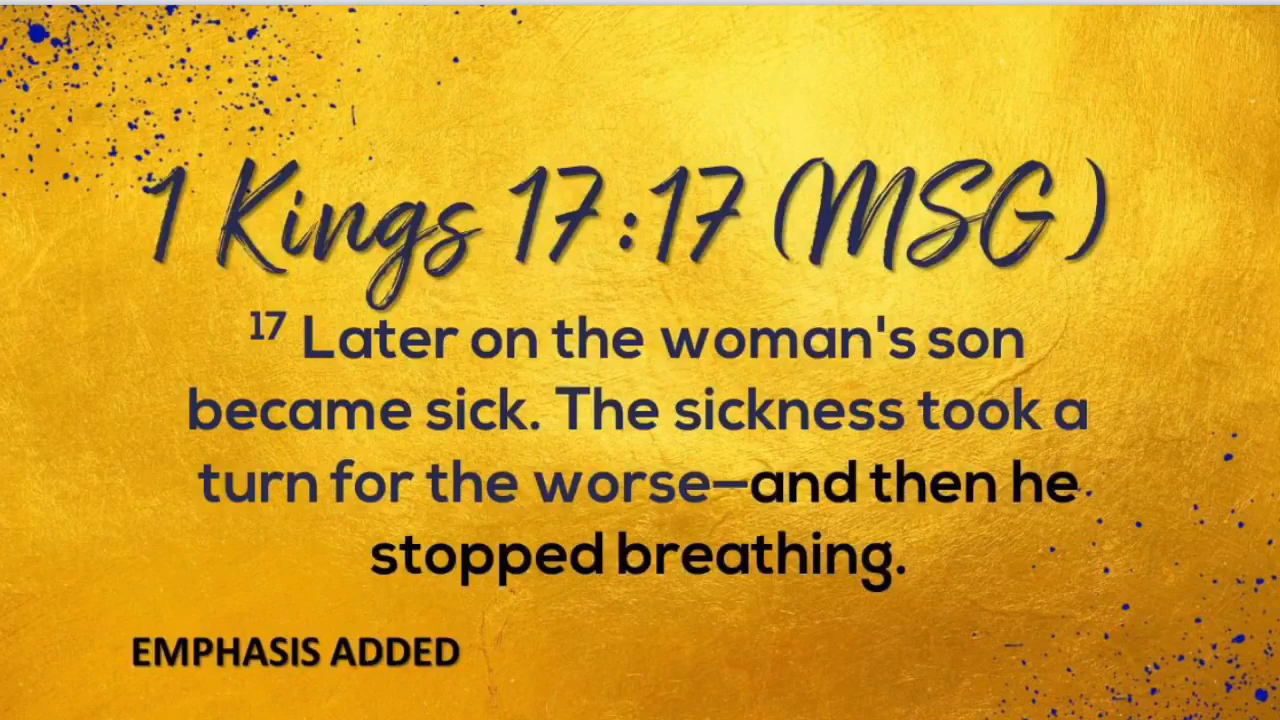 1 Kings 17:17 (MSG)
17 Later on the woman's son
became sick. The sickness took a
turn for the worse—and then he
stopped breathing.
EMPHASIS ADDED